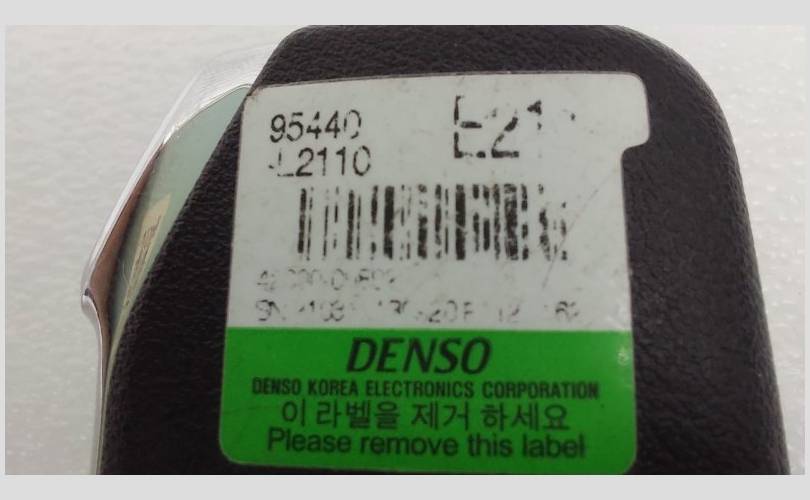 95440
E21
L2110
DENSO
DENSO KOREA ELECTRONICS CORPORATION
이 라벨을 제거 하세요
Please remove this label